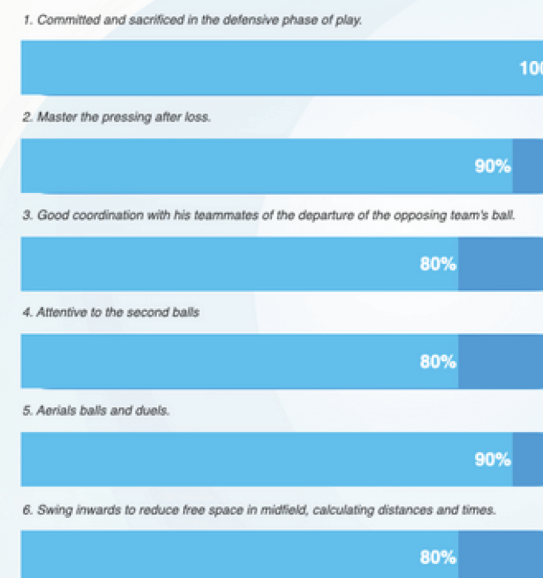 1. Committed and sacrificed in the defensive phase of play.
100
2. Master the pressing after loss.
90%
3. Good coordination with his teammates of the departure of the opposing team's ball.
80%
4. Attentive to the second balls
80%
5. Aerials balls and duels.
90%
6. Swing inwards to reduce free space in midfield, calculating distances and times.
80%